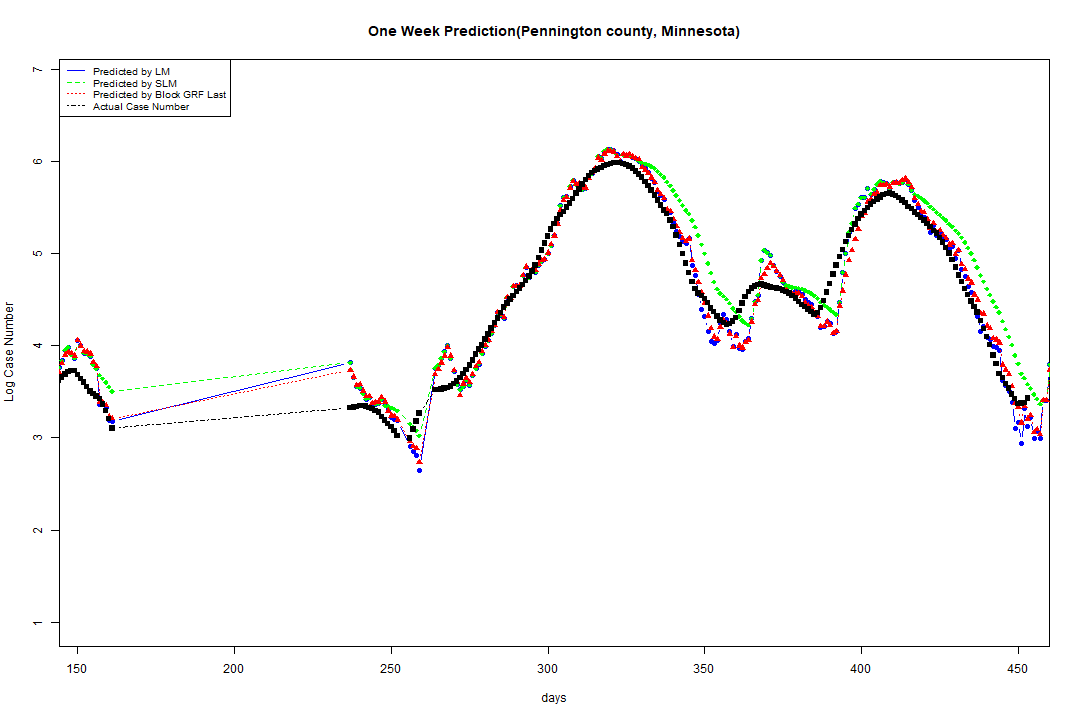 One Week Prediction(Pennington county, Minnesota)
Predicted by LM
Predicted by SLM
Predicted by Block GRF Last
Actual Case Number
Log Case Number
7
6
5
4
3
2
1
150 200 250 300 350 400 450
days